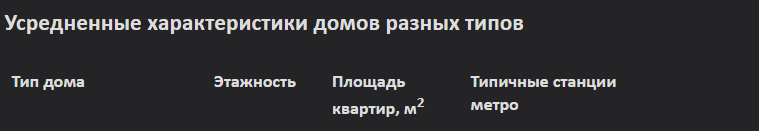 Усредненные характеристики домов разных типов
Тип дома Этажность Площадь квартир, м² Типичные станции метро